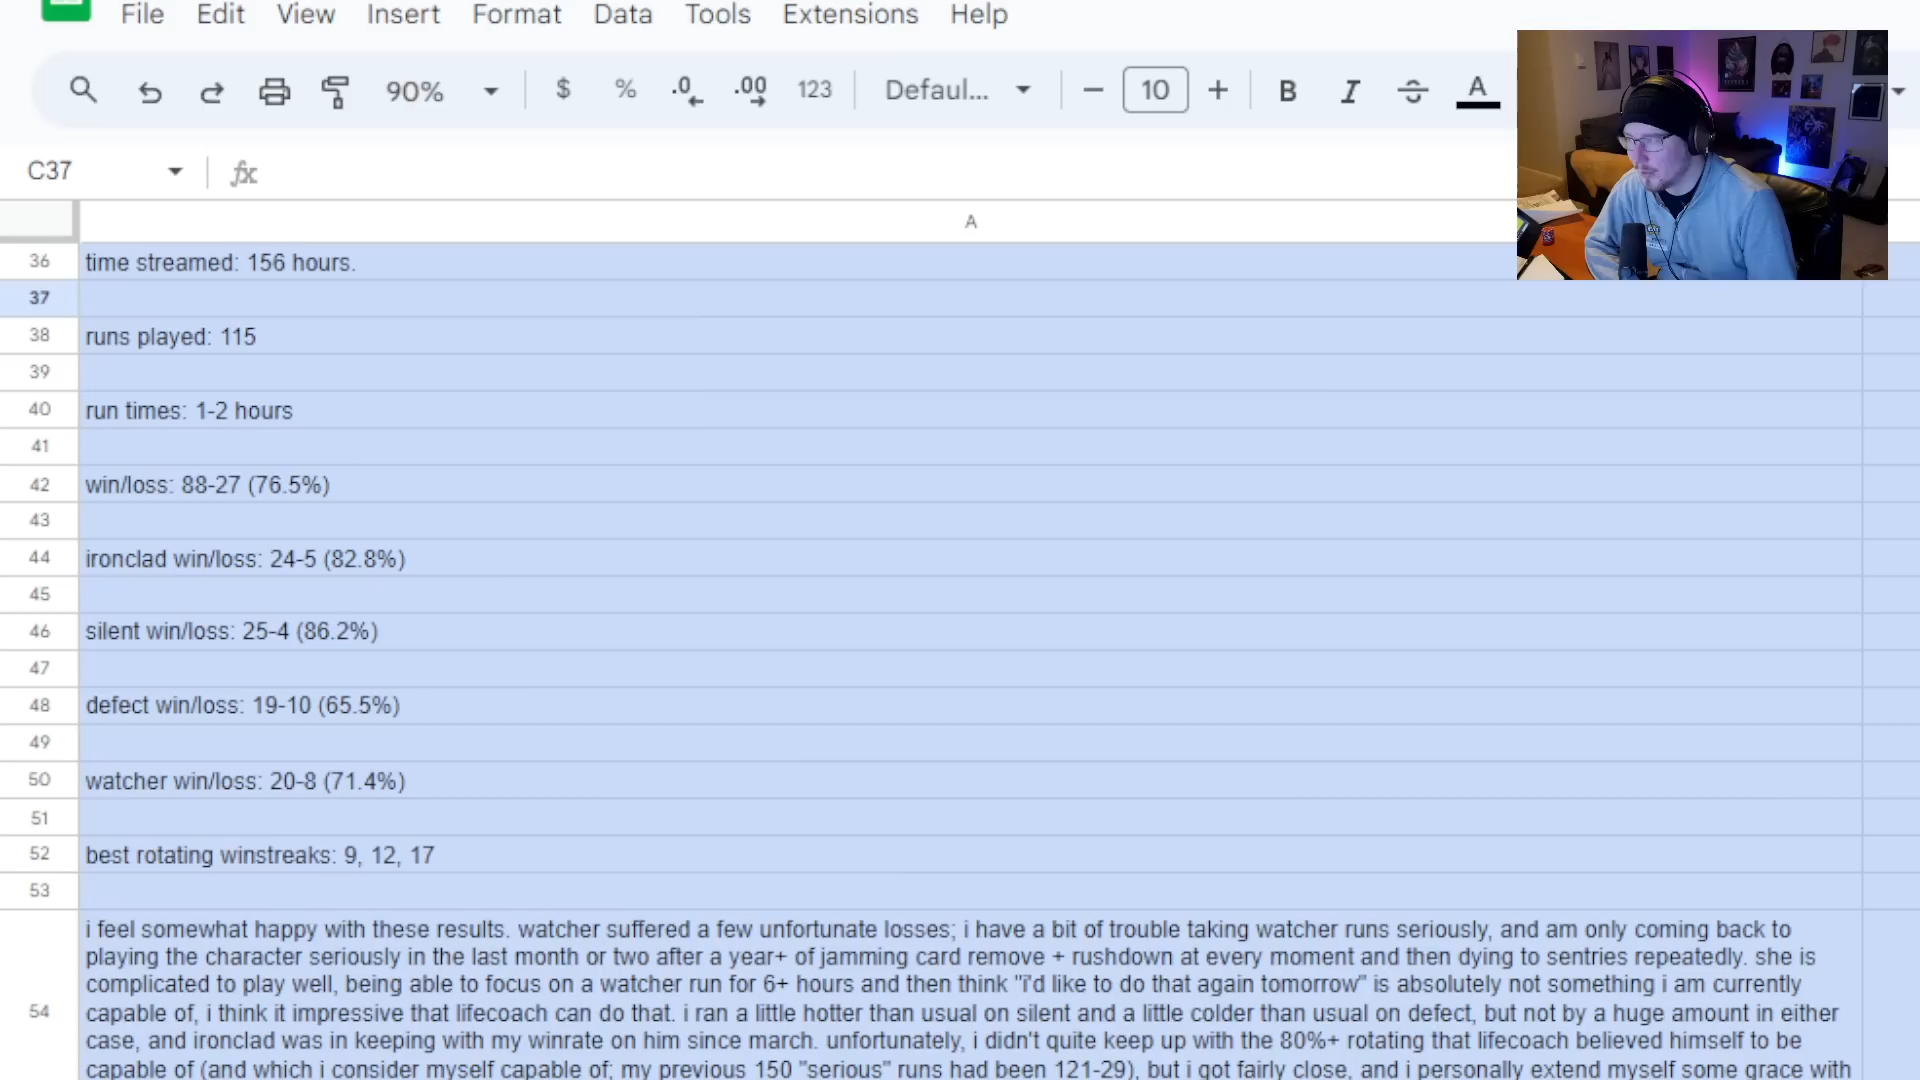 File Edit View Insert Format Data Tools Extensions Help
90% $ % .0 .00 123 Defaul... 10 B I A
C37 fx
A
36 time streamed: 156 hours.
37
38 runs played: 115
39
40 run times: 1-2 hours
41
42 win/loss: 88-27 (76.5%)
43
44 ironclad win/loss: 24-5 (82.8%)
45
46 silent win/loss: 25-4 (86.2%)
47
48 defect win/loss: 19-10 (65.5%)
49
50 watcher win/loss: 20-8 (71.4%)
51
52 best rotating winstreaks: 9, 12, 17
53
i feel somewhat happy with these results. watcher suffered a few unfortunate losses; i have a bit of trouble taking watcher runs seriously, and am only coming back to
playing the character seriously in the last month or two after a year+ of jamming card remove + rushdown at every moment and then dying to sentries repeatedly. she is
complicated to play well, being able to focus on a watcher run for 6+ hours and then think "i'd like to do that again tomorrow" is absolutely not something i am currently
54 capable of, i think it impressive that lifecoach can do that. i ran a little hotter than usual on silent and a little colder than usual on defect, but not by a huge amount in either
case, and ironclad was in keeping with my winrate on him since march. unfortunately, i didn't quite keep up with the 80%+ rotating that lifecoach believed himself to be
capable of (and which i consider myself capable of; my previous 150 "serious" runs had been 121-29), but i got fairly close, and i personally extend myself some grace with